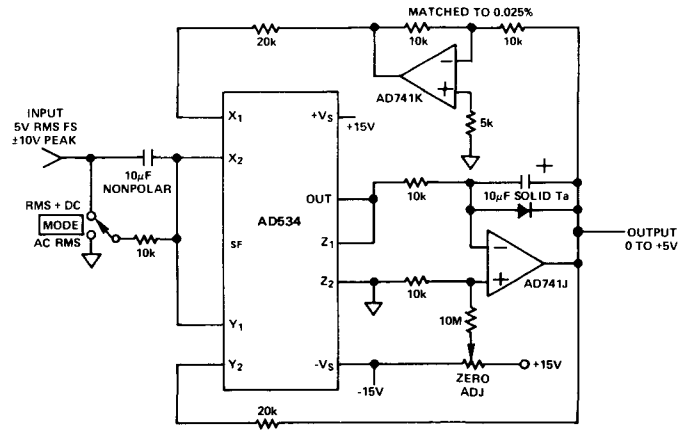 MATCHED TO 0.025%
20k
10k
10k
AD741K
5k
INPUT
5V RMS FS
±10V PEAK
10μF
NONPOLAR
RMS + DC
MODE
AC RMS
10k
X1
X2
SF
Y1
Y2
AD534
+VS
+15V
OUT
Z1
Z2
-VS
-15V
10k
+
10μF SOLID Ta
10k
10M
AD741J
ZERO
ADJ
+15V
OUTPUT
0 TO +5V
20k